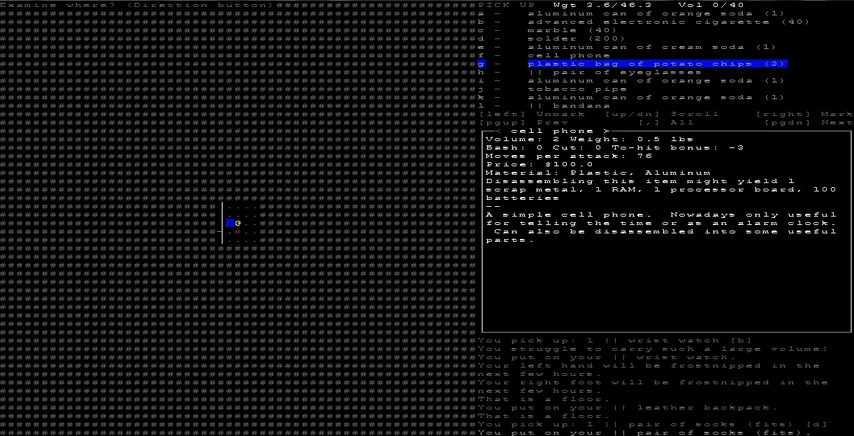 Examine where? (Direction button)
PICK UP Wgt 3.6/46.3 Vol 0/40
a - aluminum can of orange soda (1)
b - advanced electronic cigarette (40)
c - marble (40)
d - solder (200)
e - aluminum can of cream soda (1)
f - cell phone
g - plastic bag of potato chips (3)
h - || pair of eyeglasses
i - aluminum can of orange soda (1)
j - tobacco pipe
k - aluminum can of orange soda (1)
l - || bandana
[left] Unmark [up/dn] Scroll [right] Mark
[pgup] Prev [,] All [pgdn] Next
< cell phone >
Volume: 2 Weight: 0.5 lbs
Bash: 0 Cut: 0 To-hit bonus: -3
Moves per attack: 76
Price: $100.0
Material: Plastic, Aluminum
Disassembling this item might yield 1
scrap metal, 1 RAM, 1 processor board, 100
batteries
--
A simple cell phone. Nowadays only useful
for telling the time or as an alarm clock.
Can also be disassembled into some useful
parts.
You pick up: 1 || wrist watch [b]
You struggle to carry such a large volume!
You put on your || wrist watch.
Your left hand will be frostnipped in the
next few hours.
Your right foot will be frostnipped in the
next few hours.
That is a floor.
You put on your || leather backpack.
That is a floor.
You pick up: 1 || pair of socks (fits) [d]
You put on your || pair of socks (fits).